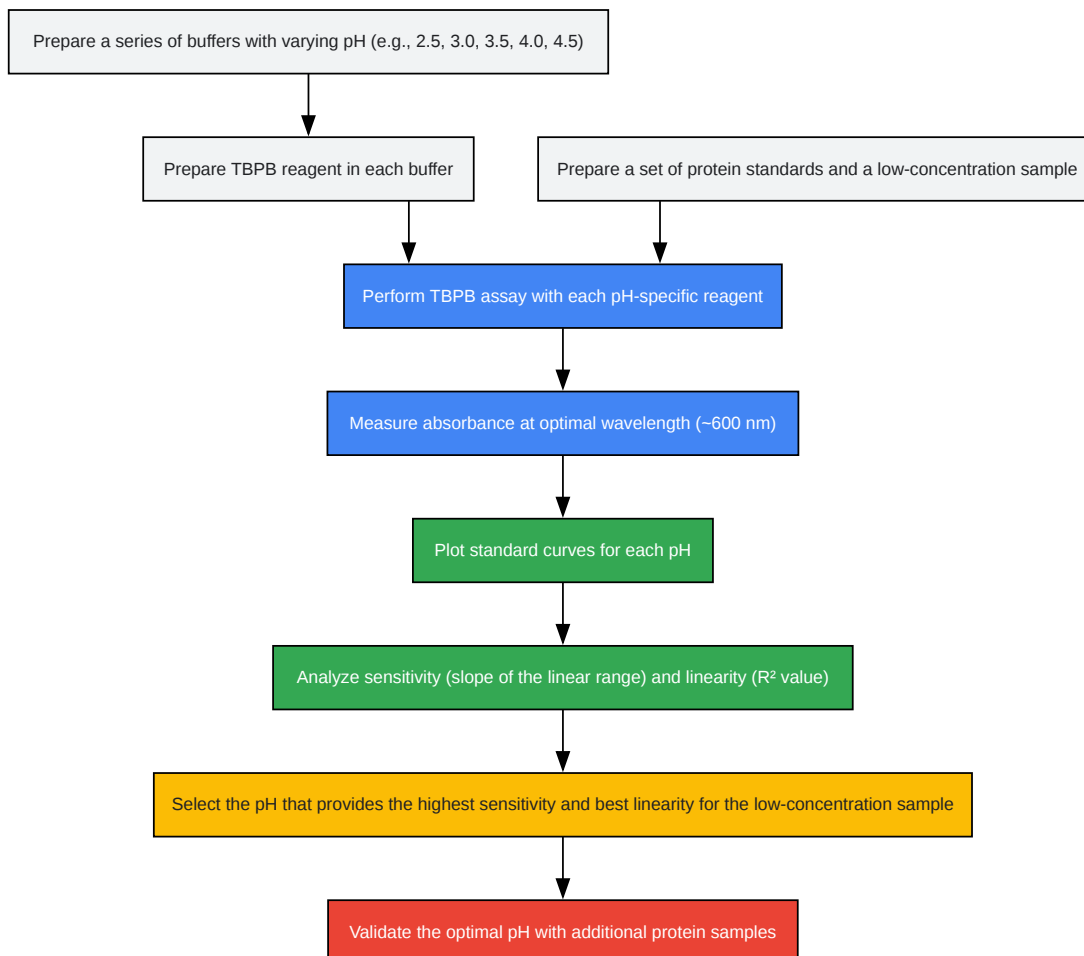 Prepare a series of buffers with varying pH (e.g., 2.5, 3.0, 3.5, 4.0, 4.5)
Prepare TBPB reagent in each buffer
Prepare a set of protein standards and a low-concentration sample
Perform TBPB assay with each pH-specific reagent
Measure absorbance at optimal wavelength (~600 nm)
Plot standard curves for each pH
Analyze sensitivity (slope of the linear range) and linearity (R² value)
Select the pH that provides the highest sensitivity and best linearity for the low-concentration sample
Validate the optimal pH with additional protein samples